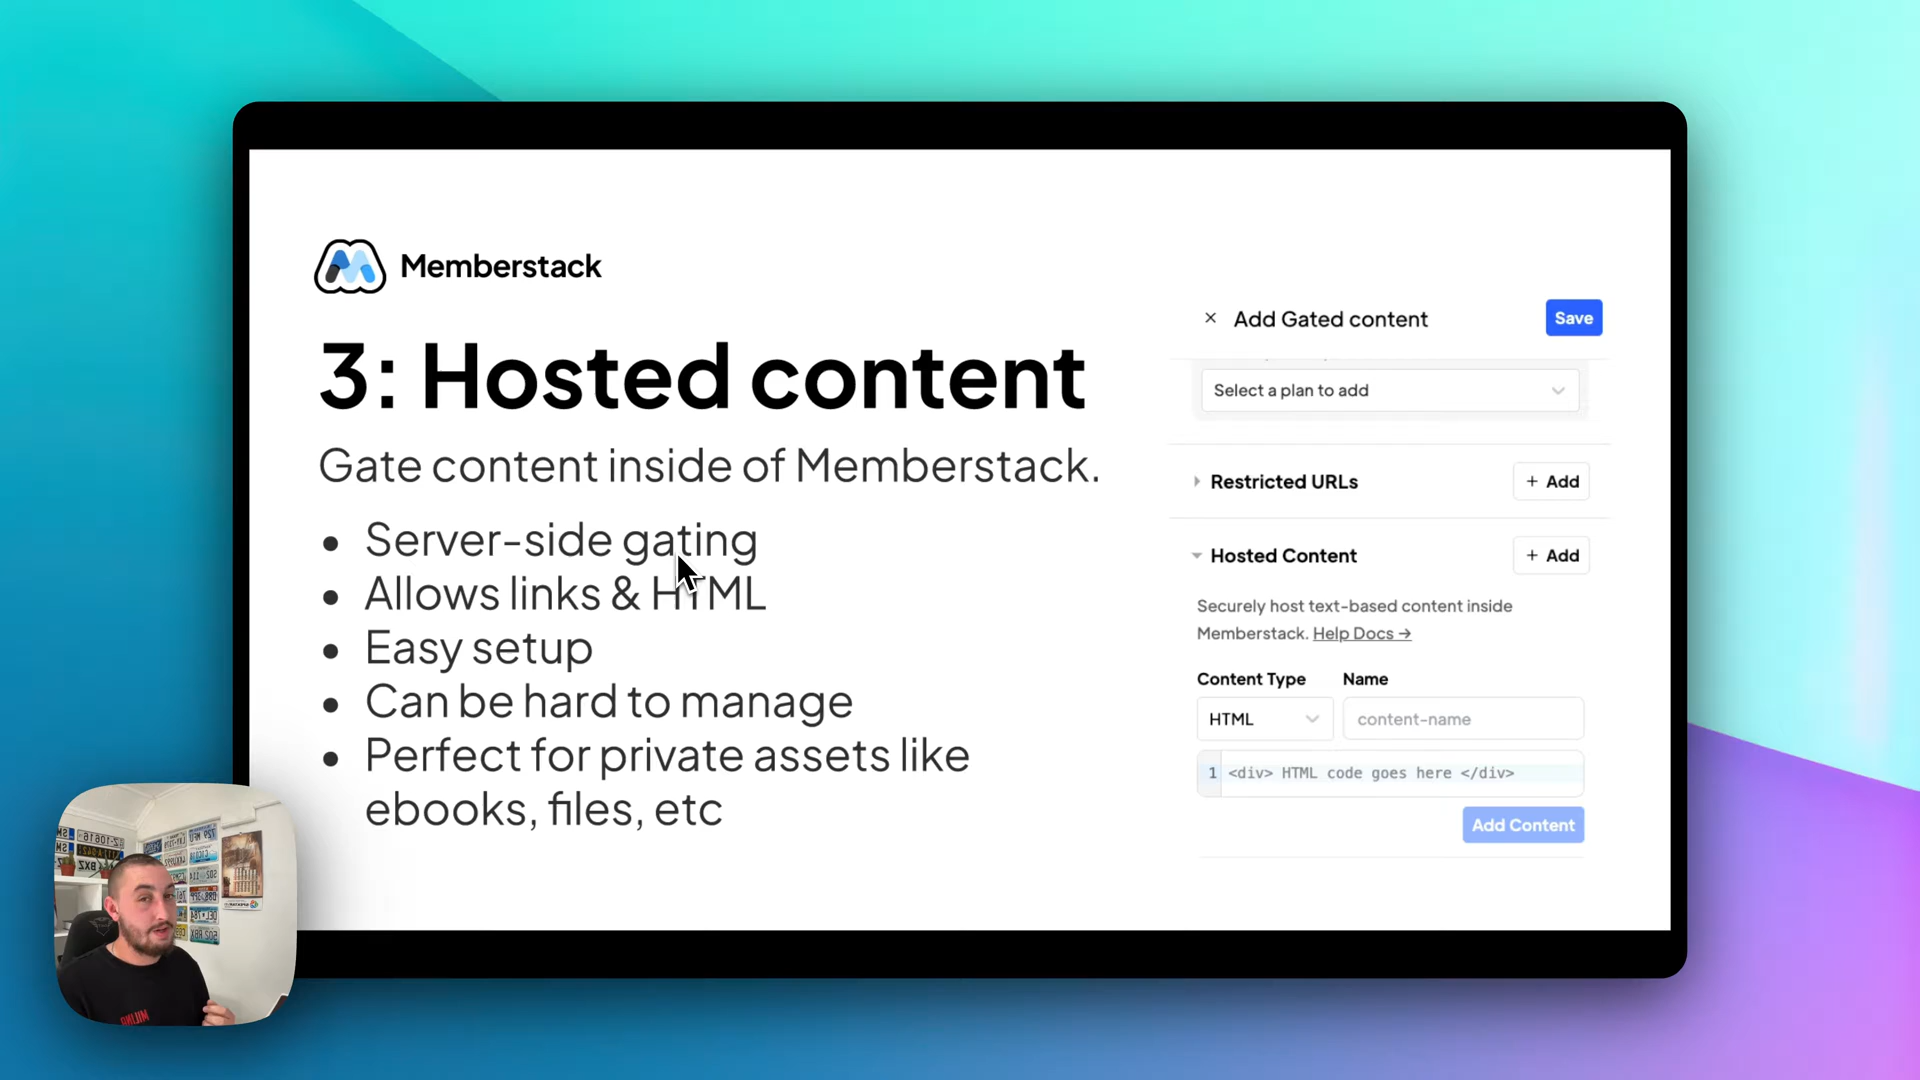 Memberstack
3: Hosted content
Gate content inside of Memberstack.
• Server-side gating
• Allows links & HTML
• Easy setup
• Can be hard to manage
• Perfect for private assets like
ebooks, files, etc
Add Gated content
Save
Select a plan to add
Restricted URLs
+ Add
Hosted Content
+ Add
Securely host text-based content inside
Memberstack. Help Docs →
Content Type
Name
HTML
content-name
1 <div> HTML code goes here </div>
Add Content